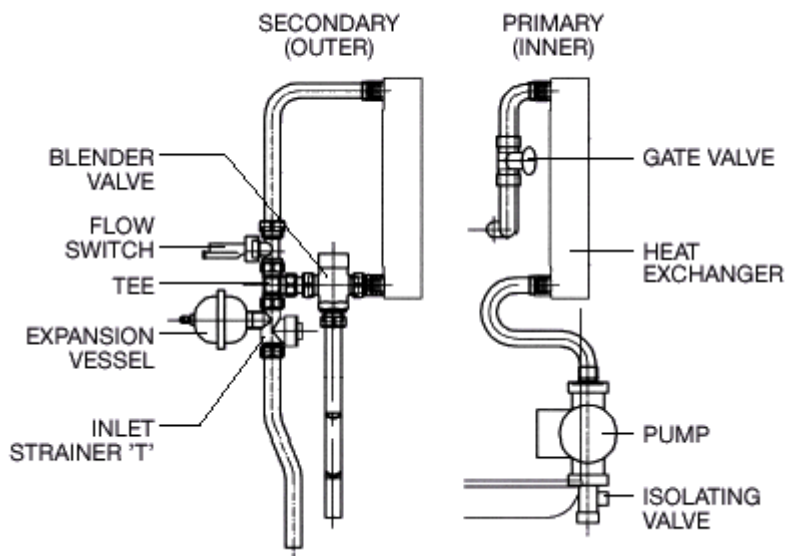 SECONDARY
(OUTER)
PRIMARY
(INNER)
BLENDER
VALVE
FLOW
SWITCH
TEE
EXPANSION
VESSEL
INLET
STRAINER 'T'
GATE VALVE
HEAT
EXCHANGER
PUMP
ISOLATING
VALVE